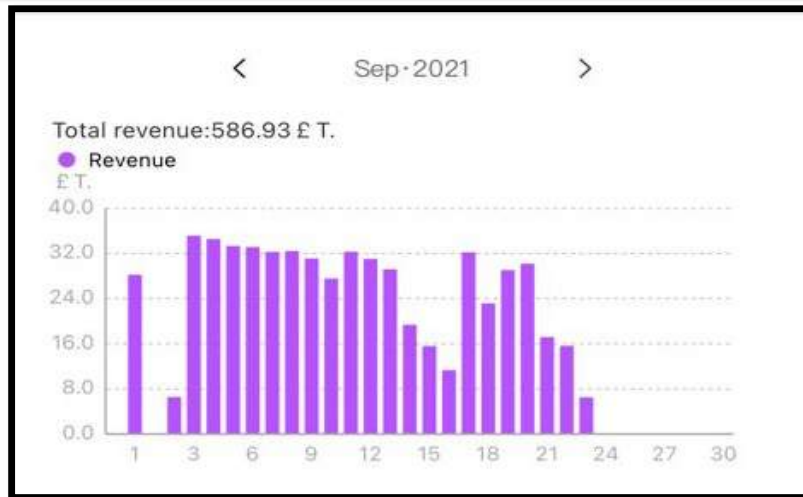 < Sep·2021 >
Total revenue:586.93 £ T.
Revenue
£ T.
40.0
32.0
24.0
16.0
8.0
0.0
1 3 6 9 12 15 18 21 24 27 30